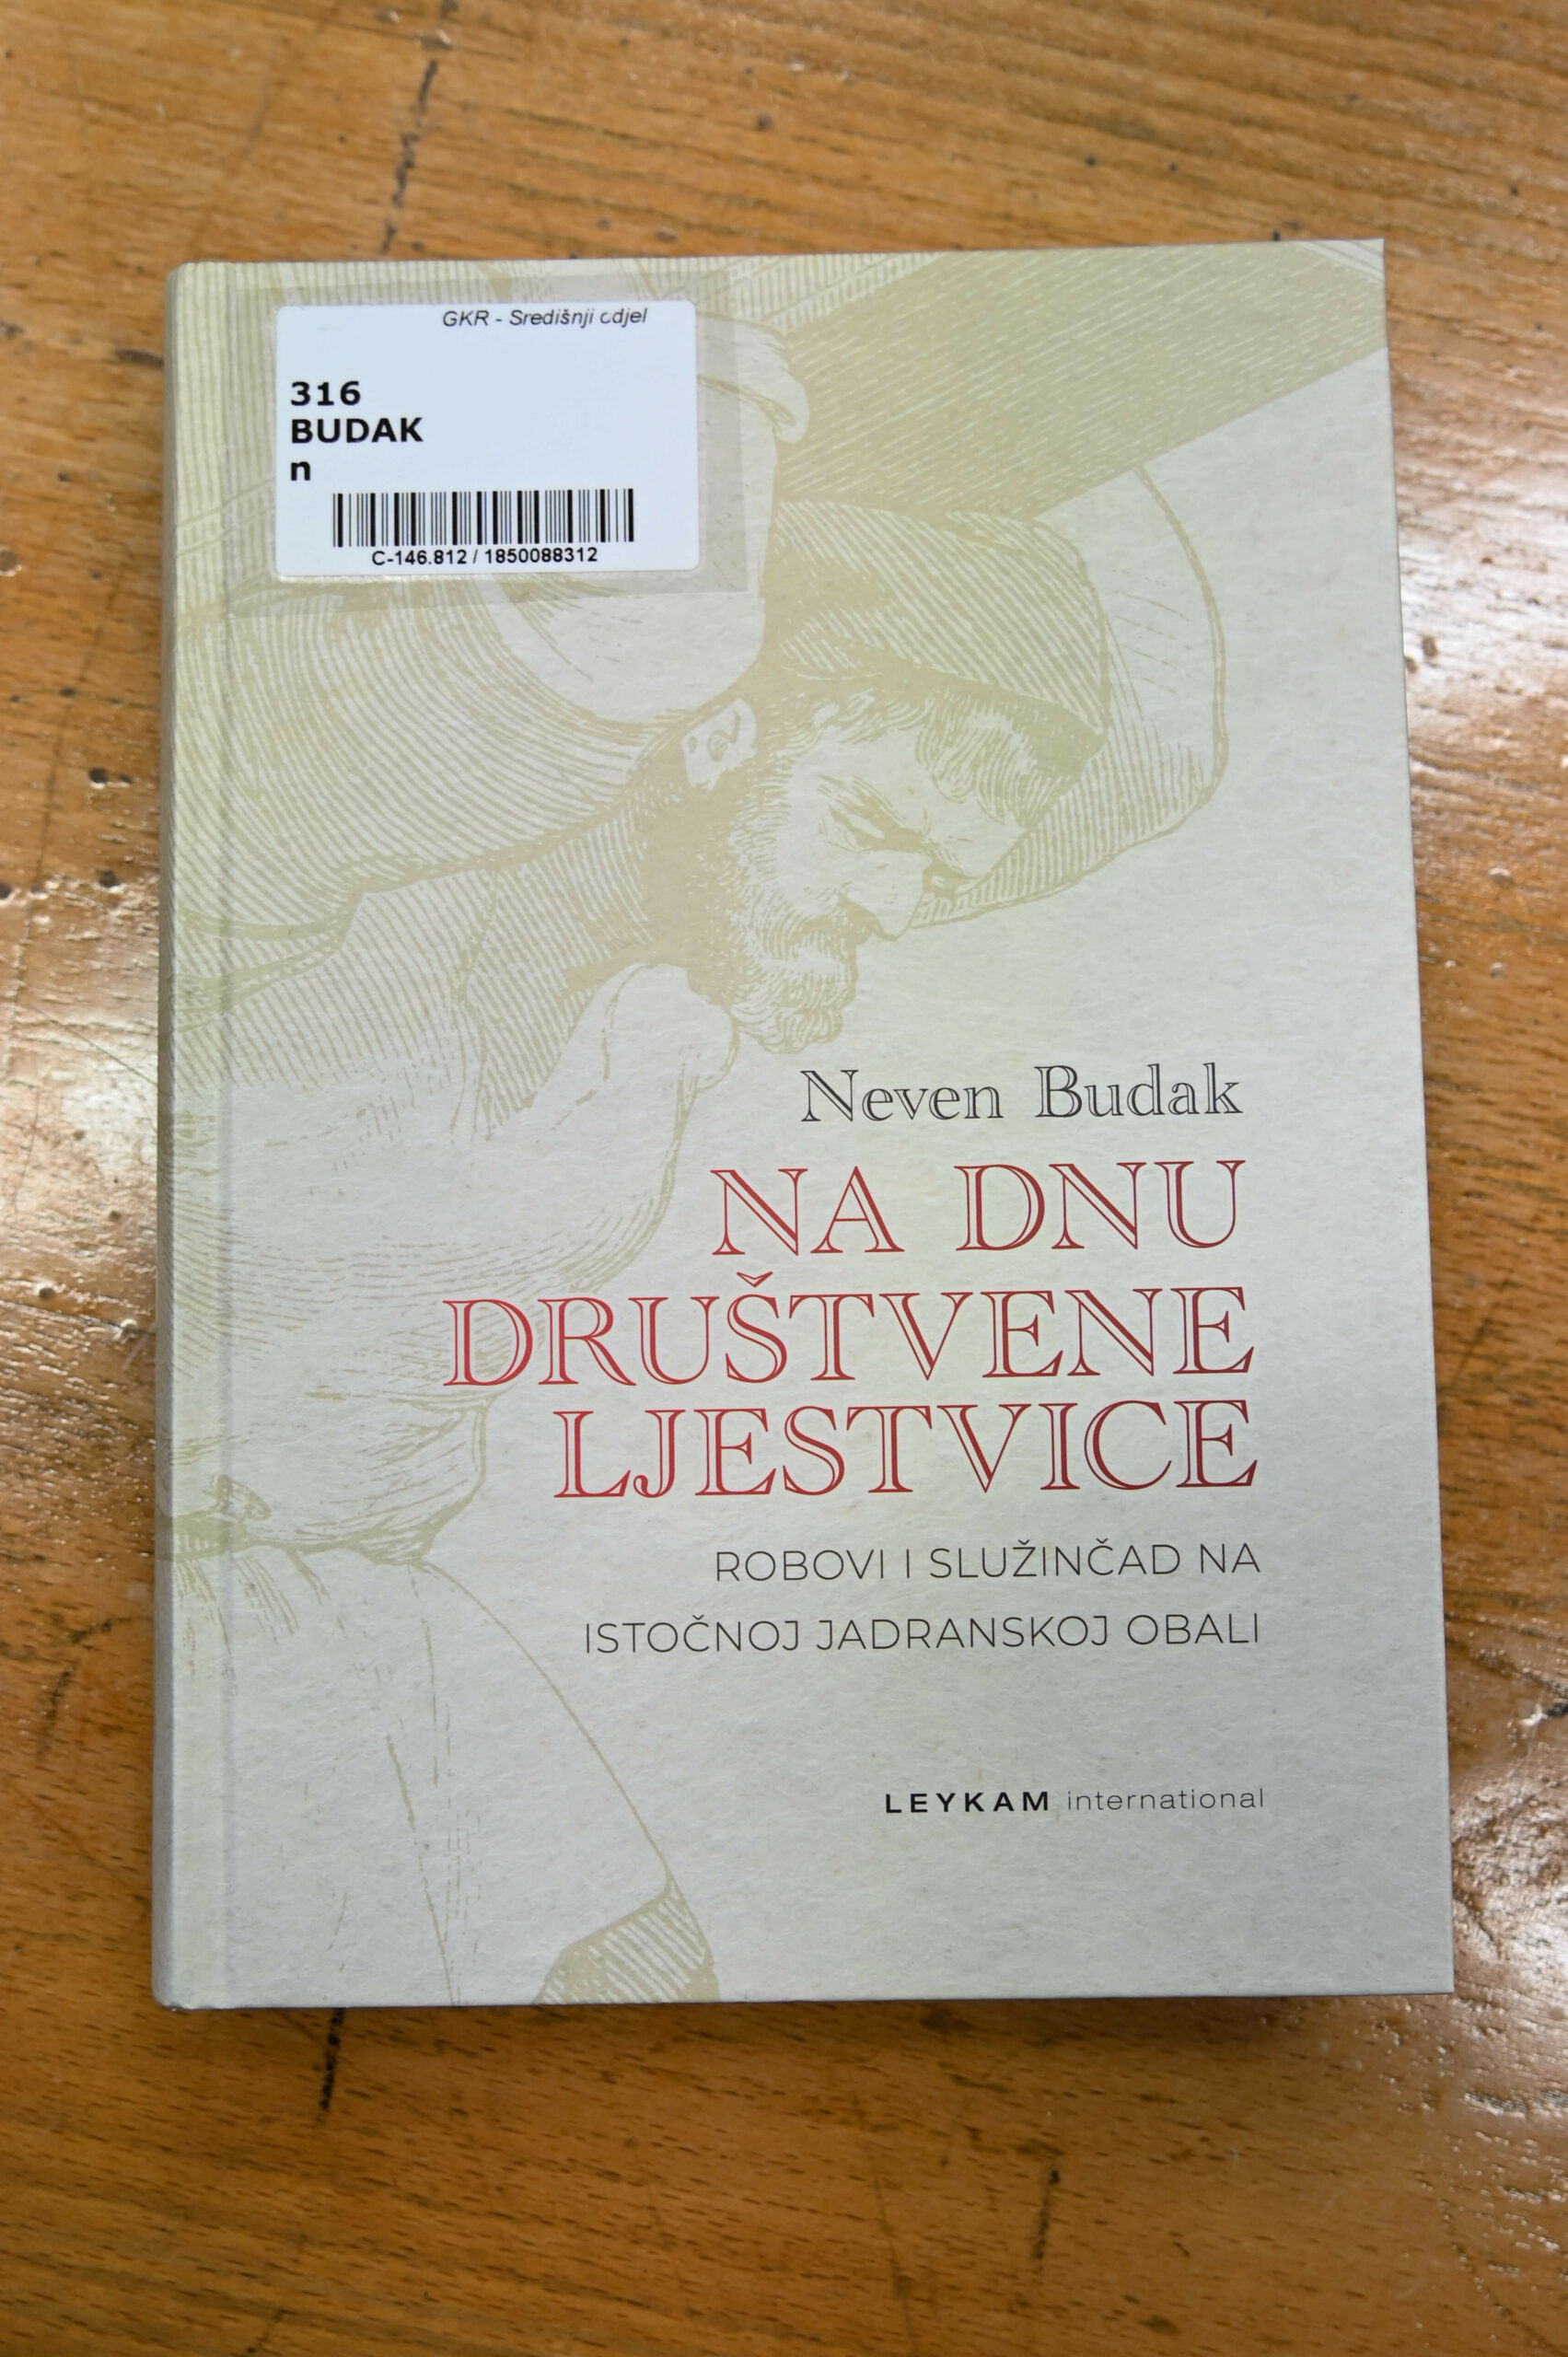 GKR - Središnji odjel
316
BUDAK
n
C-146.812 / 1850088312
Neven Budak
NA DNU
DRUŠTVENE
LJESTVICE
ROBOVI I SLUŽINČAD NA
ISTOČNOJ JADRANSKOJ OBALI
LEYKAM international